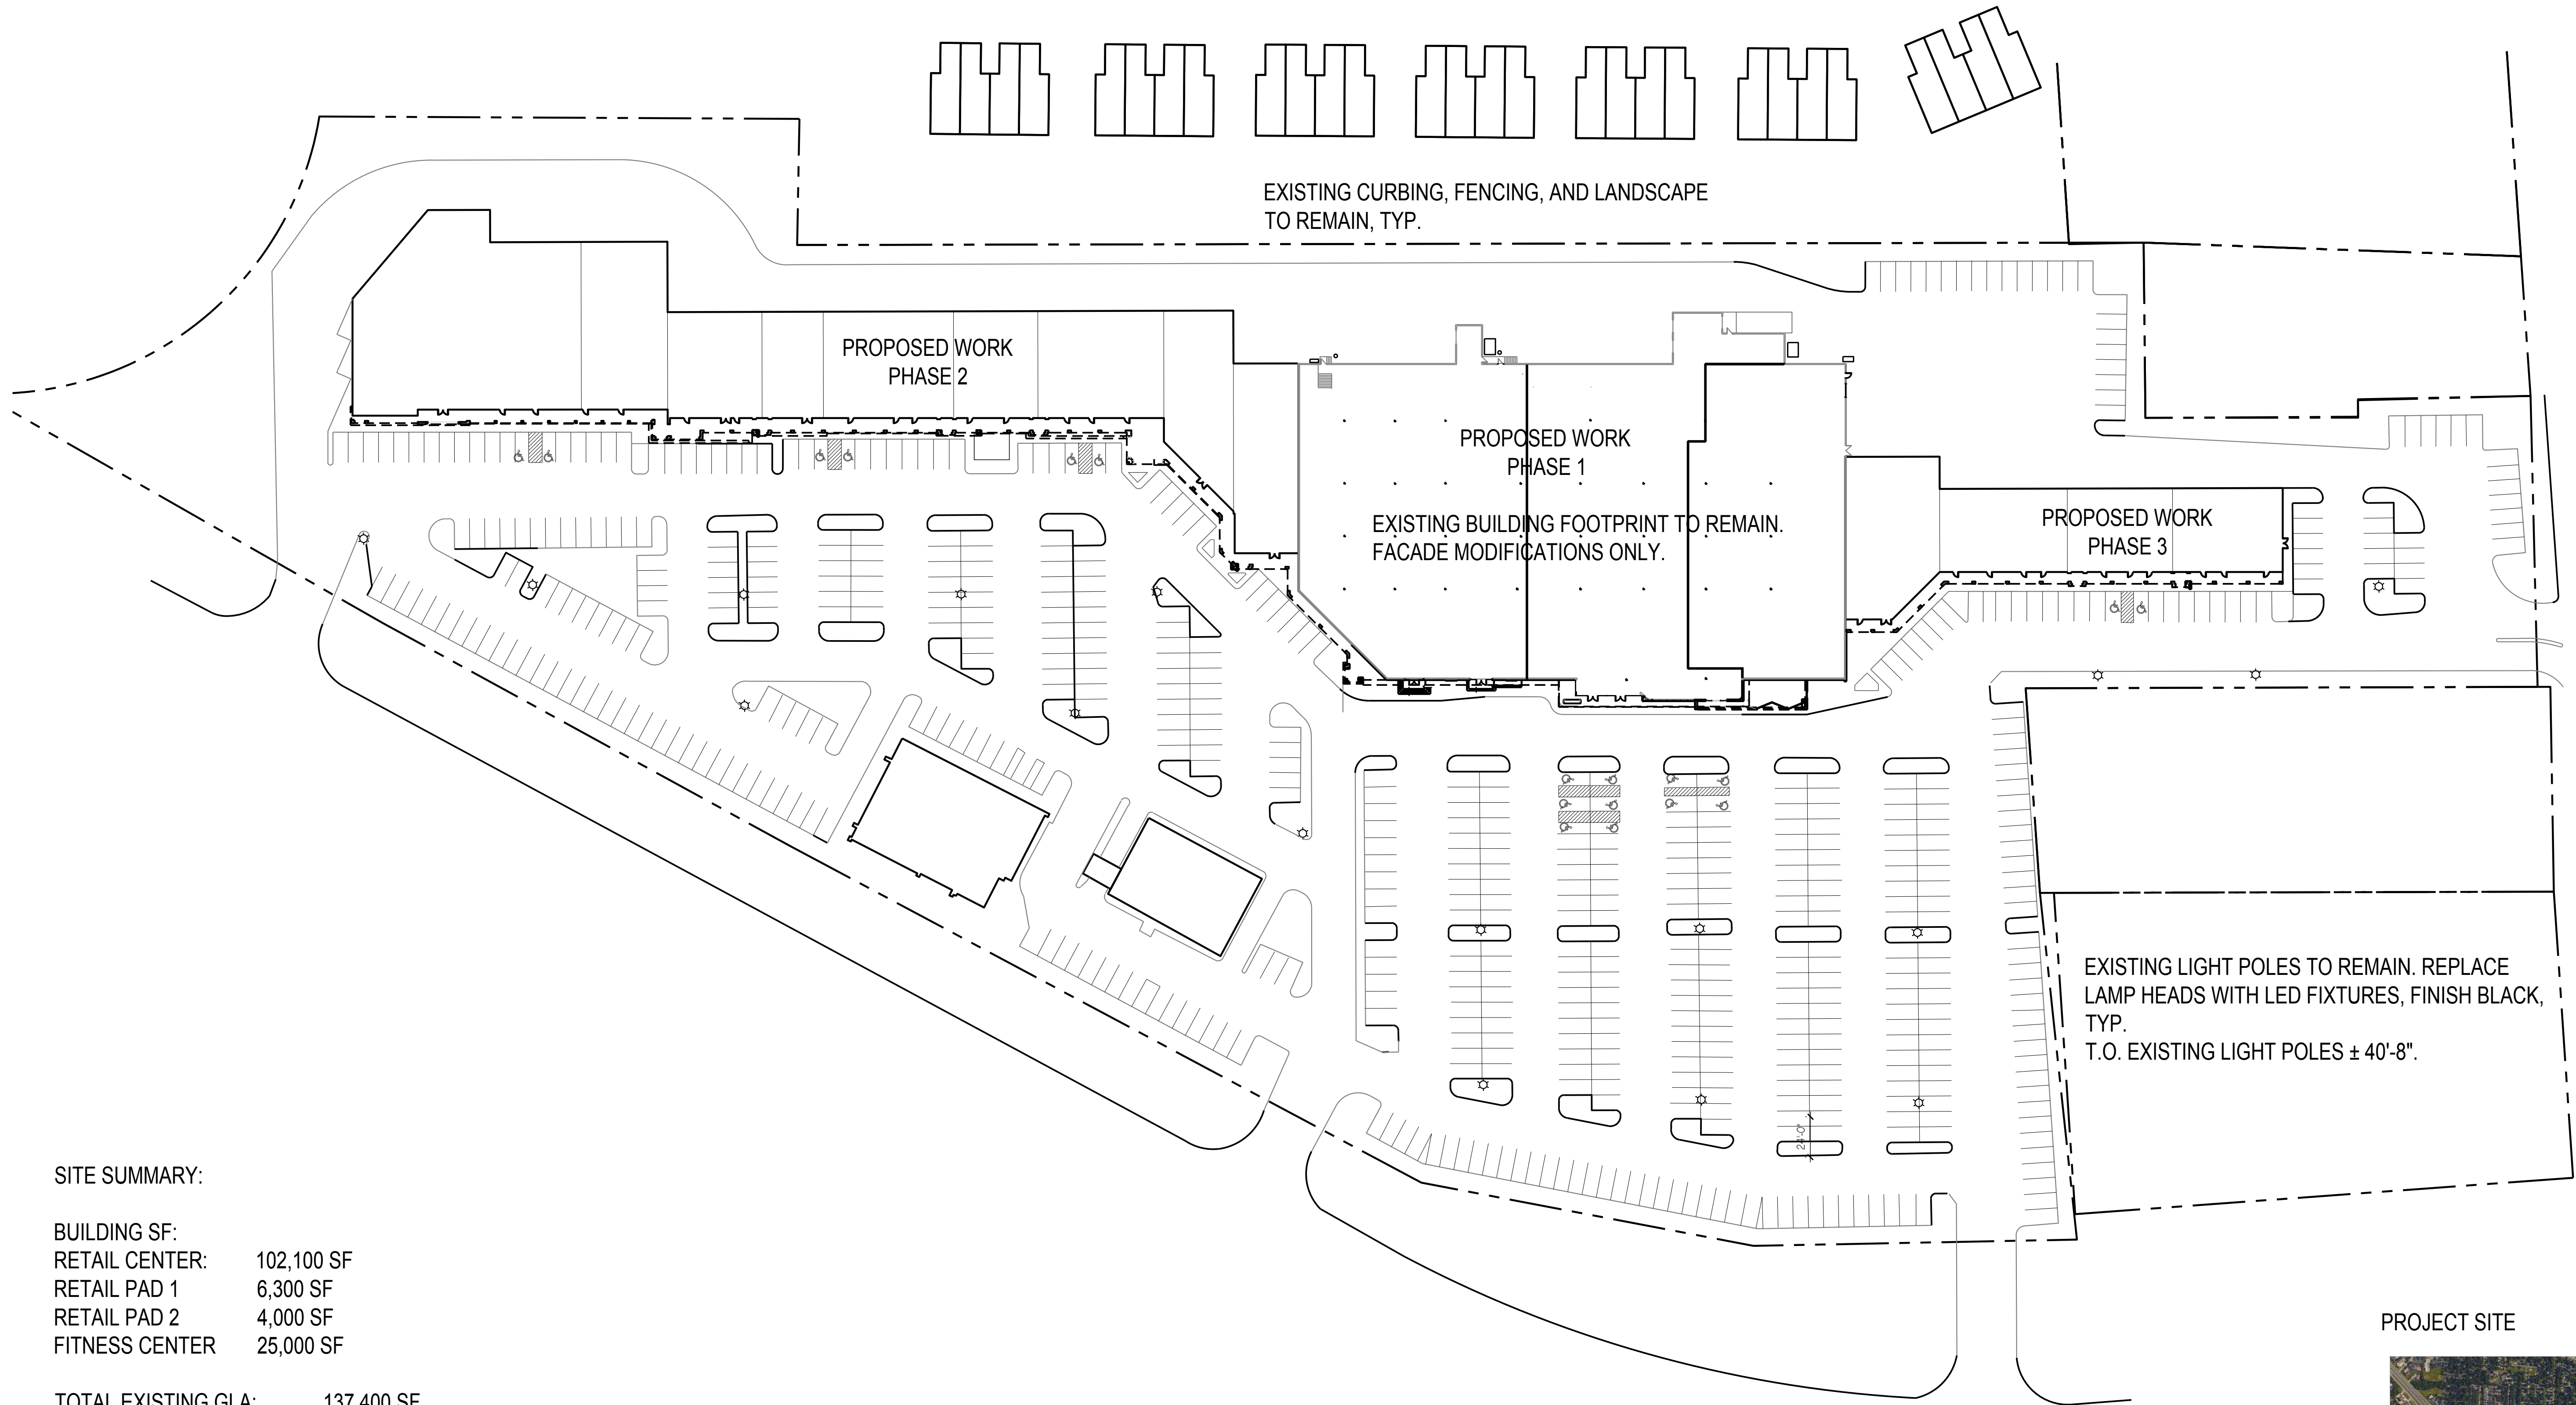 EXISTING CURBING, FENCING, AND LANDSCAPE
TO REMAIN, TYP.
PROPOSED WORK
PHASE 2
PROPOSED WORK
PHASE 1
EXISTING BUILDING FOOTPRINT TO REMAIN.
FACADE MODIFICATIONS ONLY.
PROPOSED WORK
PHASE 3
EXISTING LIGHT POLES TO REMAIN. REPLACE
LAMP HEADS WITH LED FIXTURES, FINISH BLACK,
TYP.
T.O. EXISTING LIGHT POLES ± 40'-8".
24'-0"
SITE SUMMARY:
BUILDING SF:
RETAIL CENTER: 102,100 SF
RETAIL PAD 1 6,300 SF
RETAIL PAD 2 4,000 SF
FITNESS CENTER 25,000 SF
TOTAL EXISTING GLA: 137,400 SF
PROJECT SITE